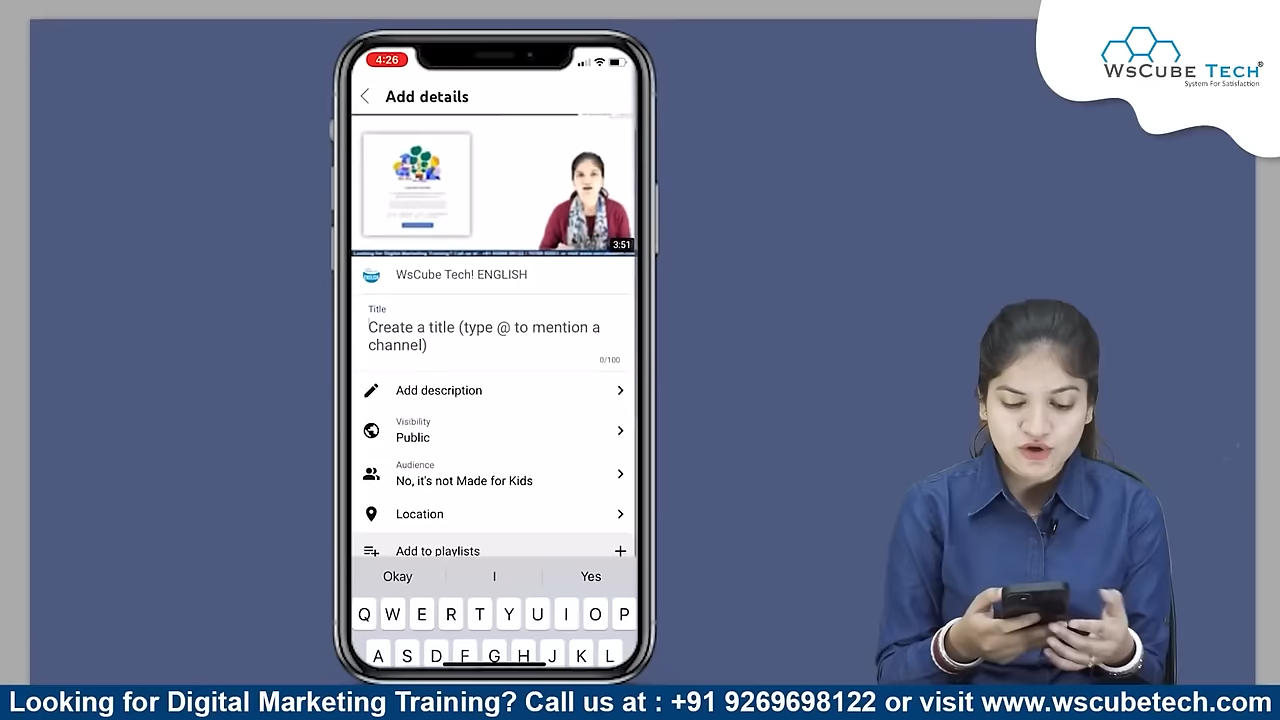 WsCube Tech®
System For Satisfaction
4:26
Add details
3:51
WsCube Tech! ENGLISH
Title
Create a title (type @ to mention a
channel)
0/100
Add description
Visibility
Public
Audience
No, it's not Made for Kids
Location
Add to playlists
Okay I Yes
Q W E R T Y U I O P
A S D F G H J K L
Looking for Digital Marketing Training? Call us at : +91 9269698122 or visit www.wscubetech.com